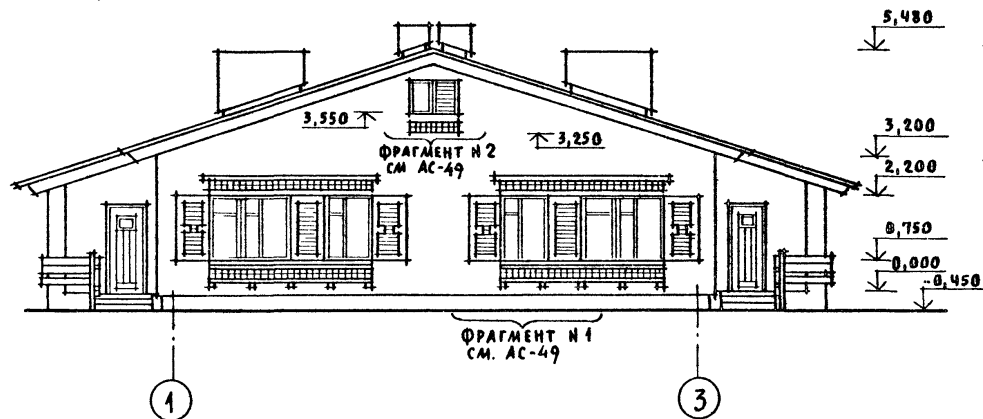 5,480
3,550
3,250
3,200
ФРАГМЕНТ N 2
СМ АС-49
2,200
0,750
0,000
-0,450
ФРАГМЕНТ N 1
СМ. АС-49
1
3